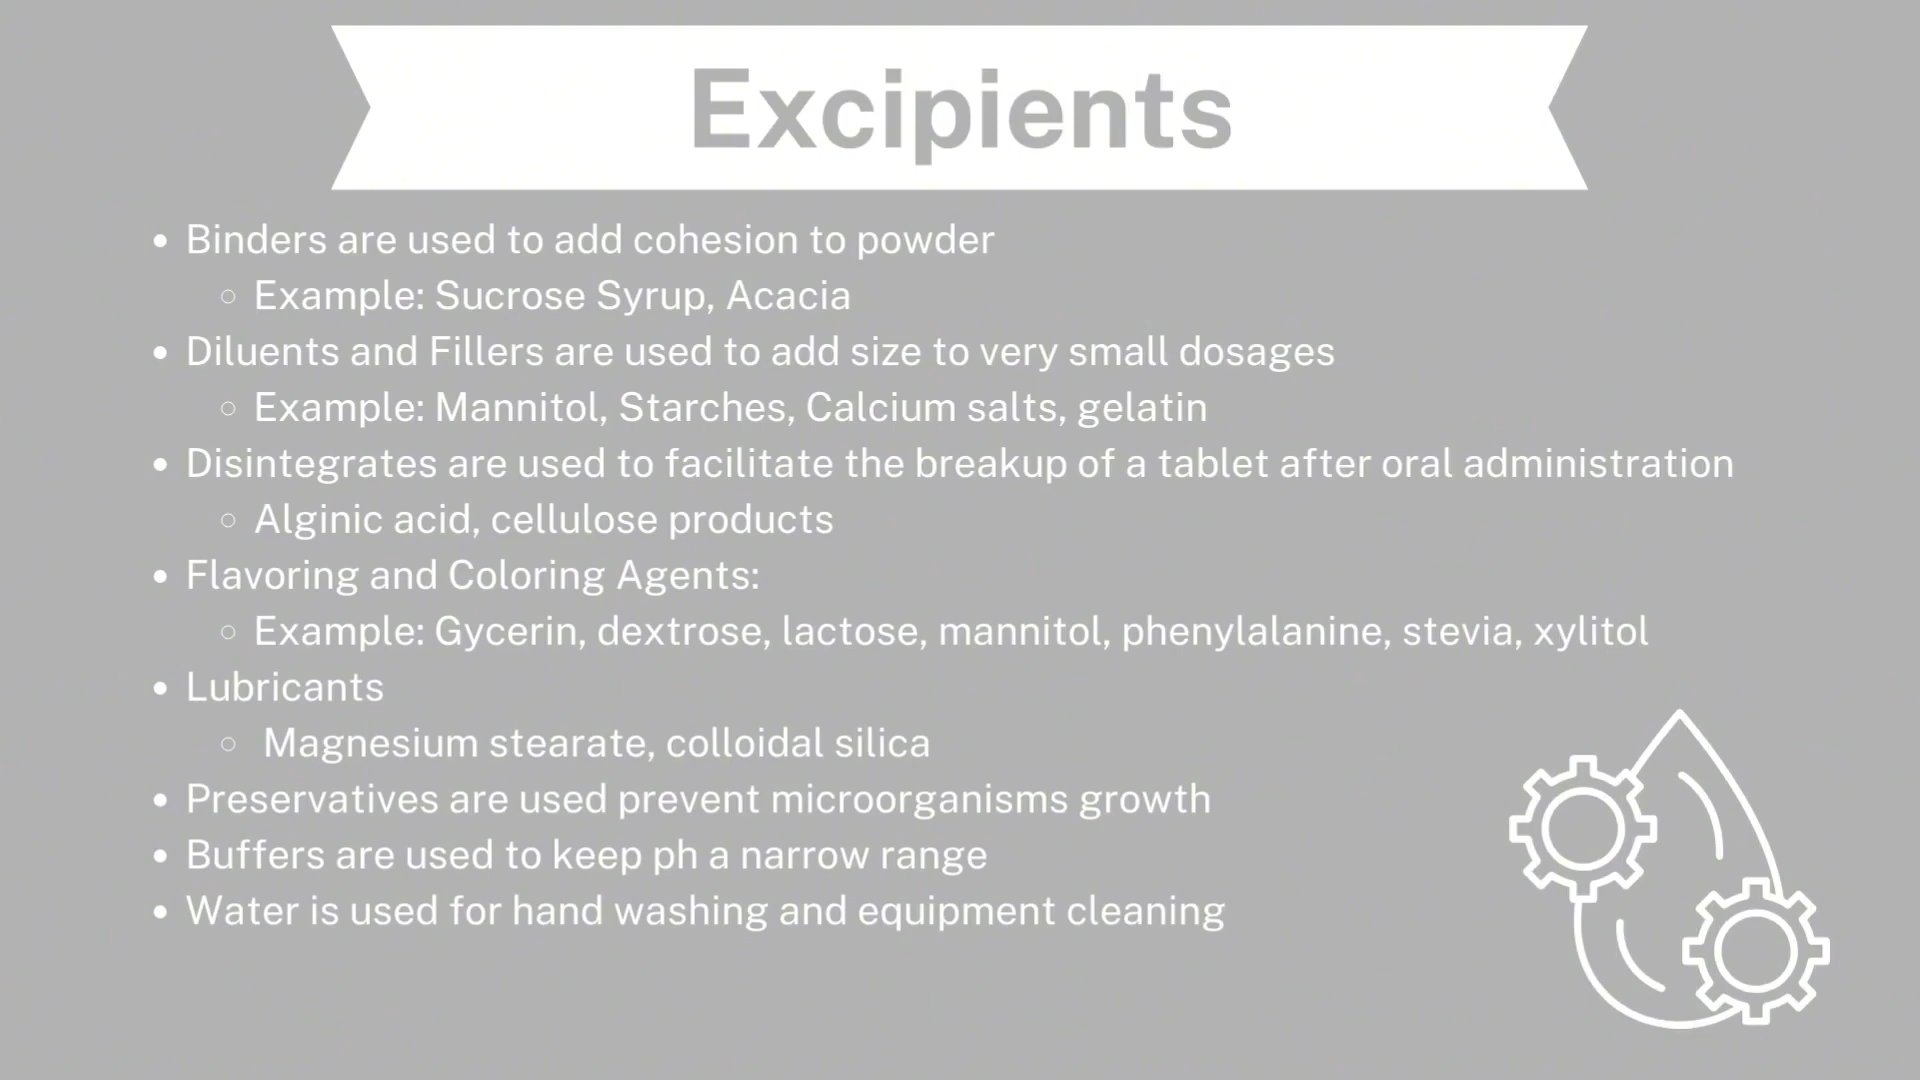 Excipients
• Binders are used to add cohesion to powder
○ Example: Sucrose Syrup, Acacia
• Diluents and Fillers are used to add size to very small dosages
○ Example: Mannitol, Starches, Calcium salts, gelatin
• Disintegrates are used to facilitate the breakup of a tablet after oral administration
○ Alginic acid, cellulose products
• Flavoring and Coloring Agents:
○ Example: Gycerin, dextrose, lactose, mannitol, phenylalanine, stevia, xylitol
• Lubricants
○ Magnesium stearate, colloidal silica
• Preservatives are used prevent microorganisms growth
• Buffers are used to keep ph a narrow range
• Water is used for hand washing and equipment cleaning